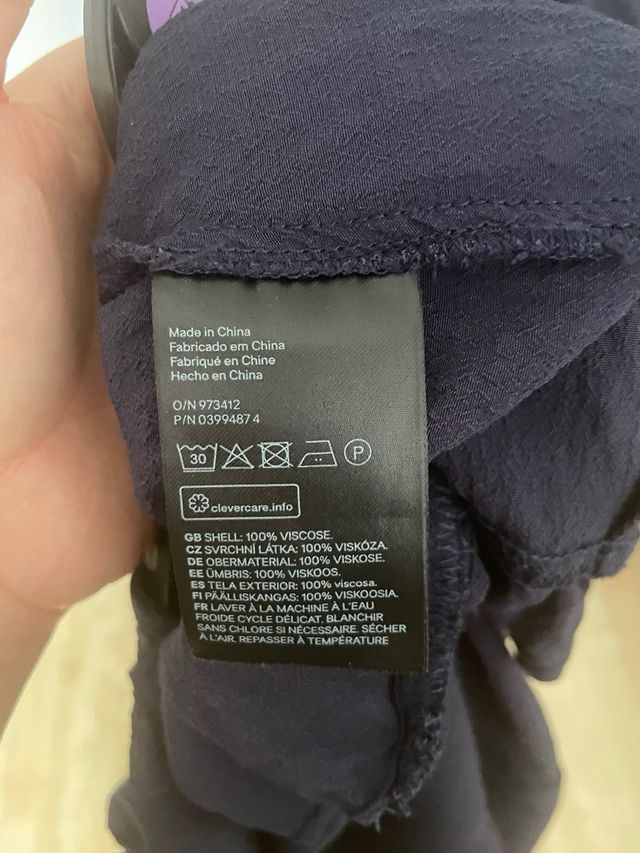 Made in China
Fabricado em China
Fabriqué en Chine
Hecho en China
O/N 973412
P/N 0399487 4
30 P
clevercare.info
GB SHELL: 100% VISCOSE.
CZ SVRCHNÍ LÁTKA: 100% VISKÓZA.
DE OBERMATERIAL: 100% VISKOSE.
EE ÜMBRIS: 100% VISKOOS.
ES TELA EXTERIOR: 100% viscosa.
FI PÄÄLLISKANGAS: 100% VISKOOSIA.
FR LAVER À LA MACHINE À L'EAU
FROIDE CYCLE DÉLICAT. BLANCHIR
SANS CHLORE SI NÉCESSAIRE. SÉCHER
À L'AIR. REPASSER À TEMPÉRATURE